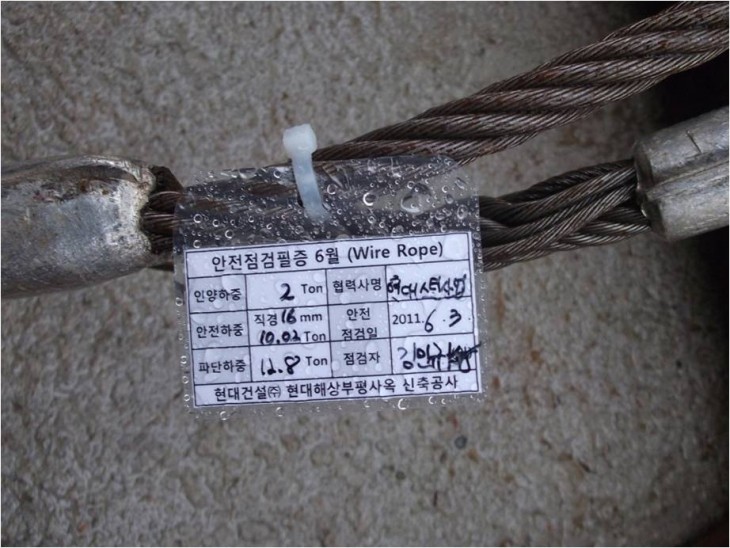 안전점검필증 6월 (Wire Rope)
인양하중 2 Ton 협력사명
안전하중 직경 16 mm 10.02 Ton 안전점검일 2011. 6. 3
파단하중 12.8 Ton 점검자
현대건설㈜ 현대해상부평사옥 신축공사